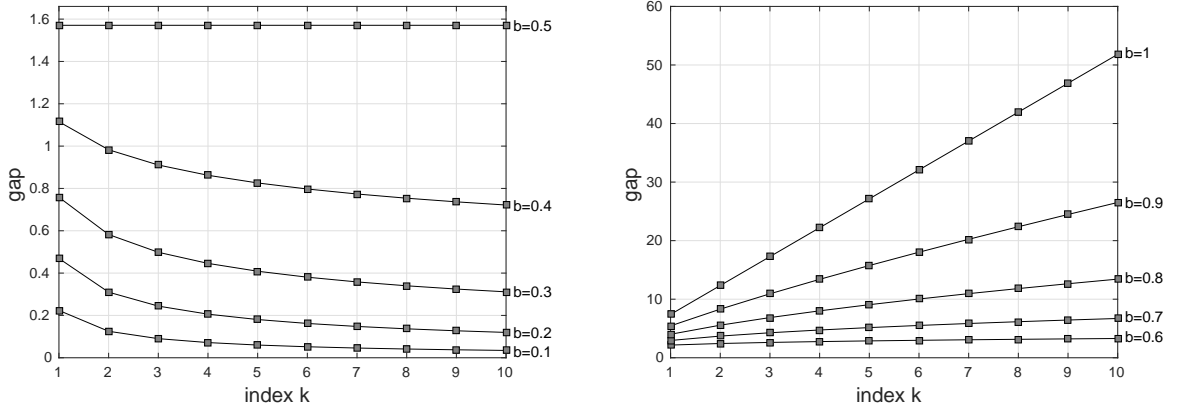 1.6
1.4
1.2
1
0.8
0.6
0.4
0.2
0
gap
1 2 3 4 5 6 7 8 9 10
index k
b=0.5
b=0.4
b=0.3
b=0.2
b=0.1
60
50
40
30
20
10
0
gap
1 2 3 4 5 6 7 8 9 10
index k
b=1
b=0.9
b=0.8
b=0.7
b=0.6